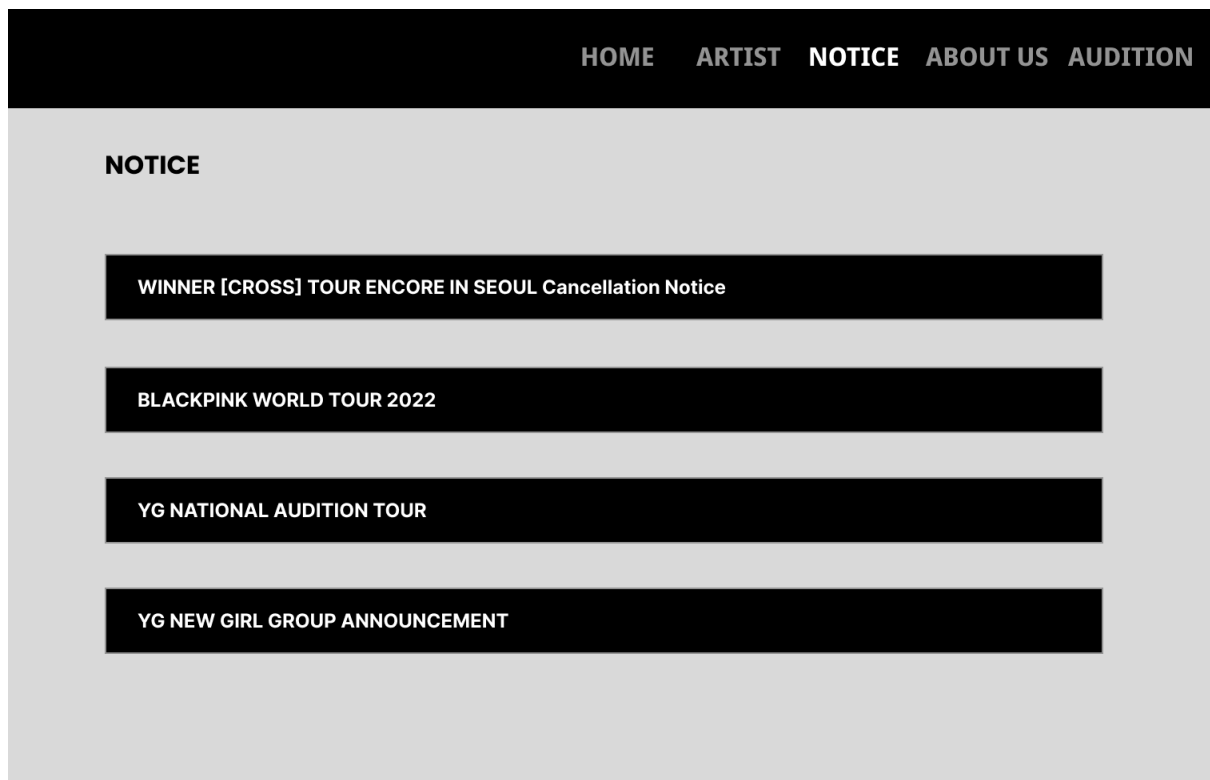 HOME ARTIST NOTICE ABOUT US AUDITION
NOTICE
WINNER [CROSS] TOUR ENCORE IN SEOUL Cancellation Notice
BLACKPINK WORLD TOUR 2022
YG NATIONAL AUDITION TOUR
YG NEW GIRL GROUP ANNOUNCEMENT